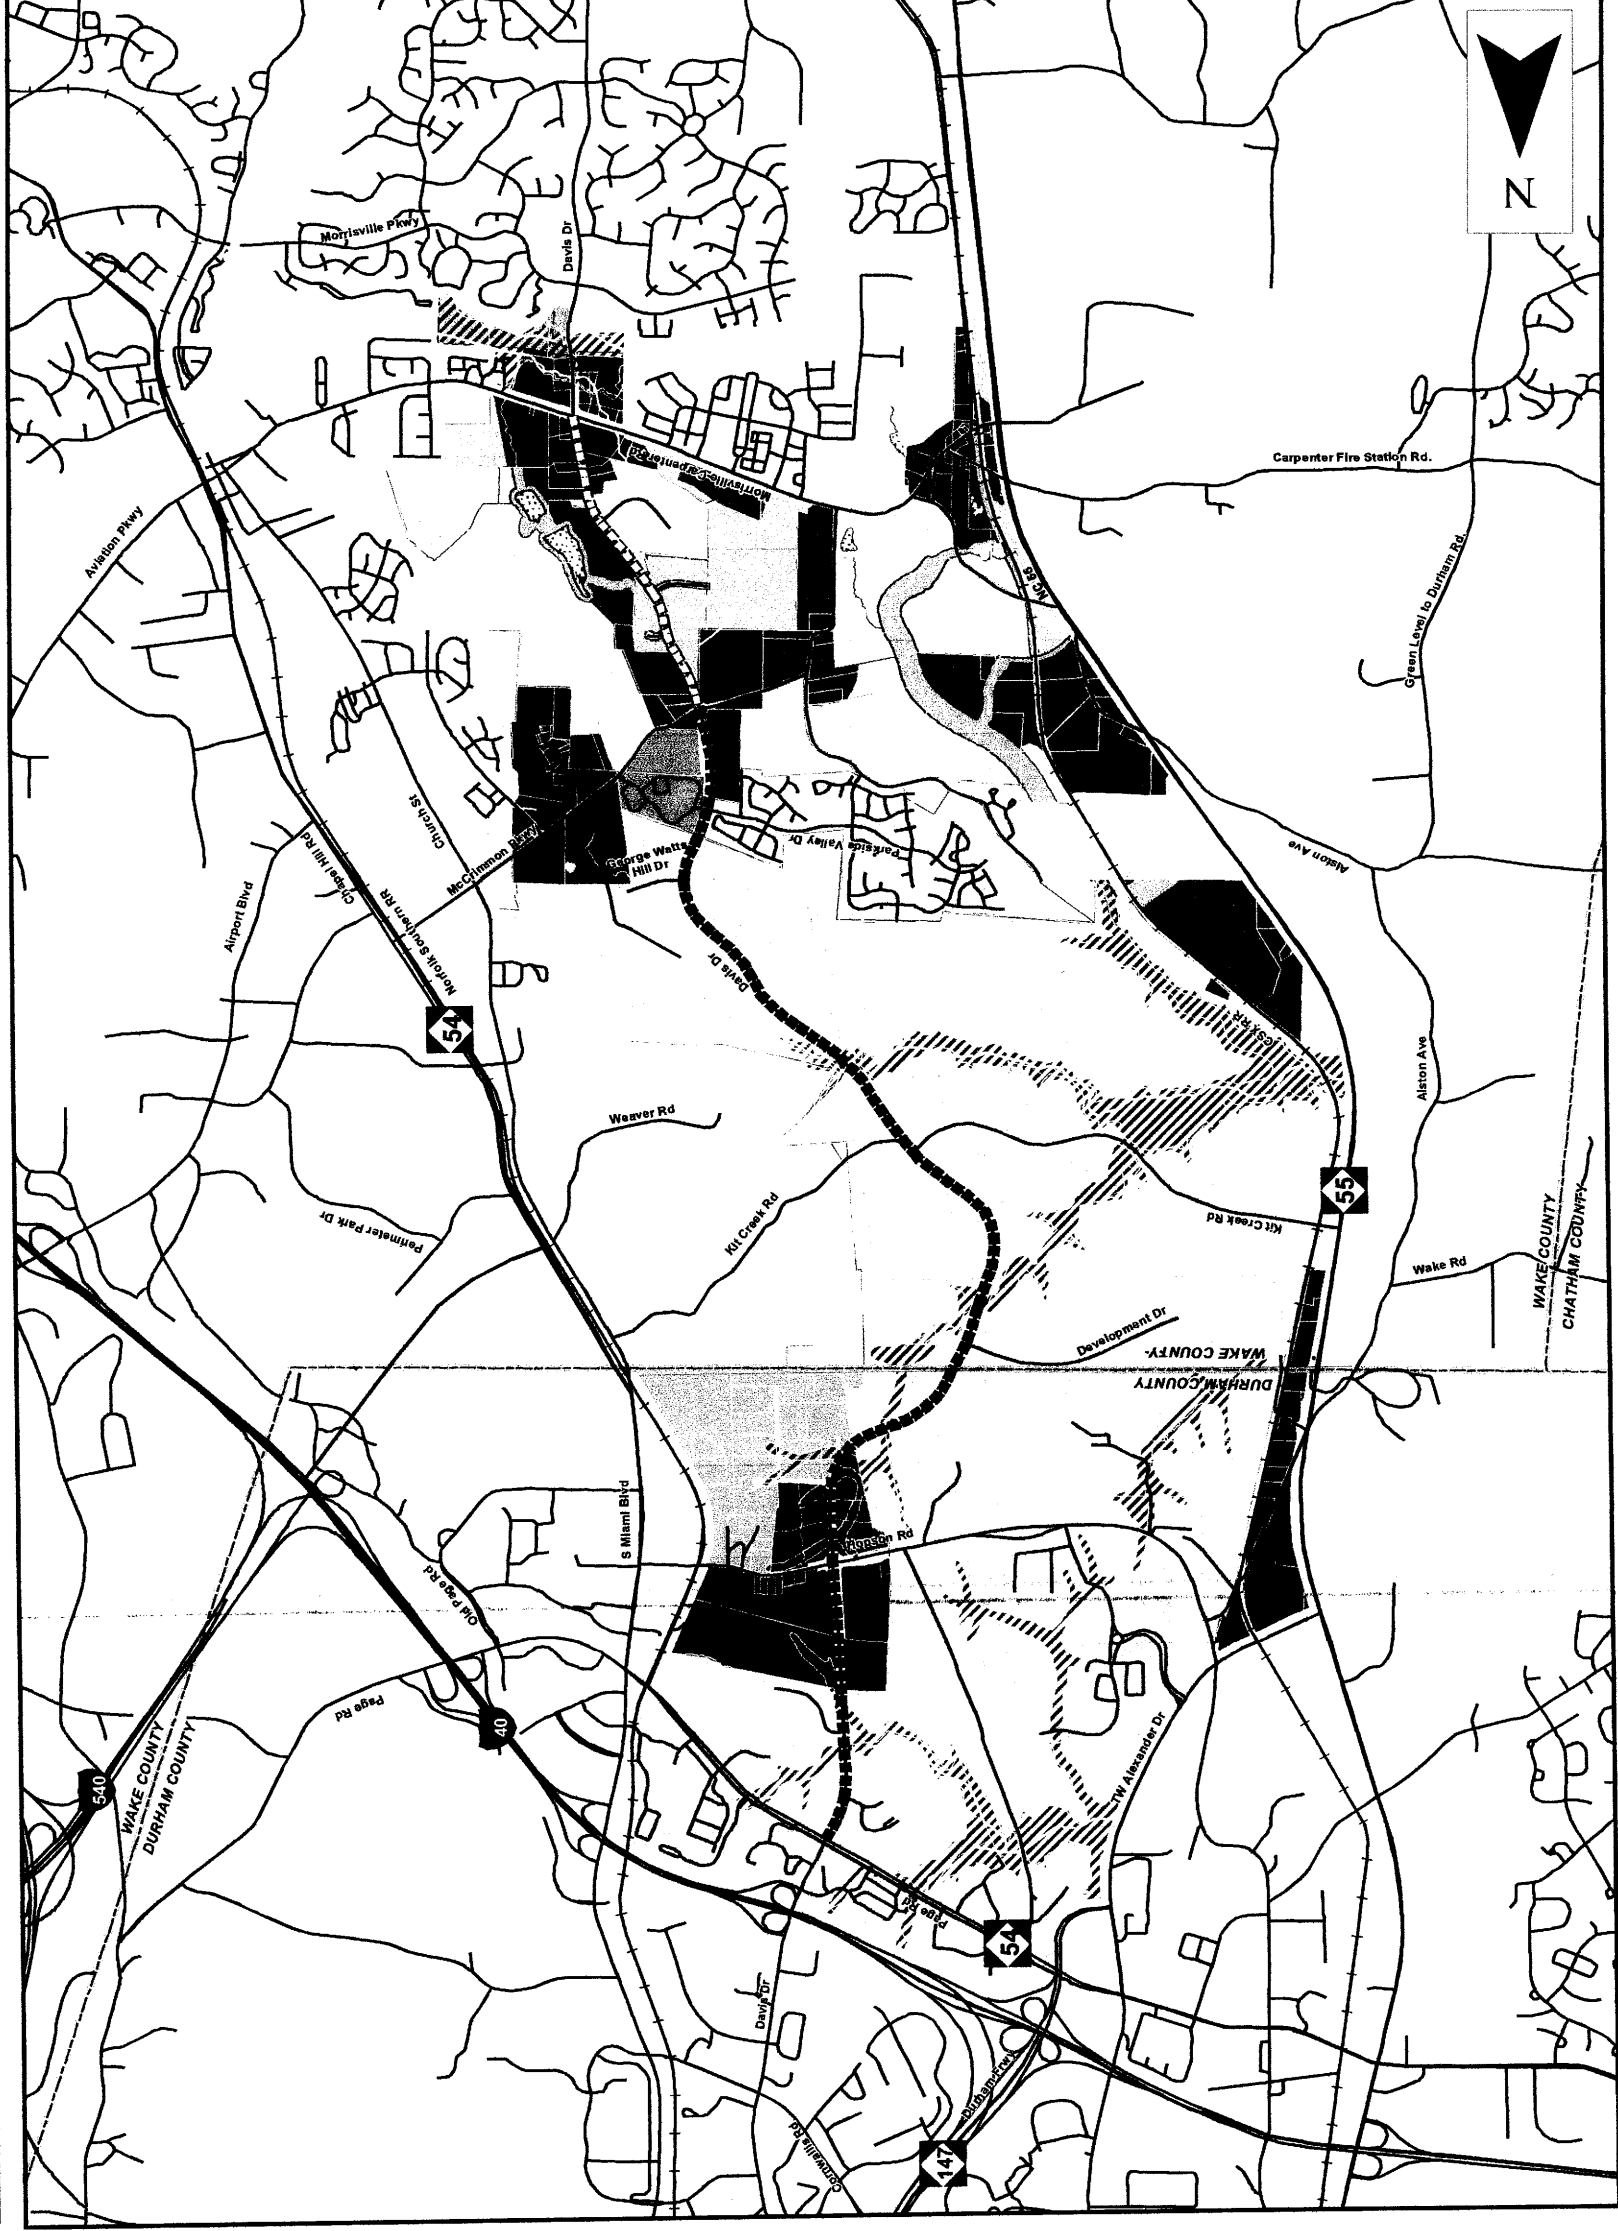 N
Morrisville Pkwy
Davis Dr
Morrisville-Carpenter Rd
Carpenter Fire Station Rd.
Aviation Pkwy
NC 55
Green Level to Durham Rd.
Church St
Chapel Hill Rd
McCrimmon Pkwy
George Watts
Hill Dr
Parkside Valley Dr
Alston Ave
Airport Blvd
Norfolk Southern RR
Davis Dr
54
CSX RR
Alston Ave
Weaver Rd
Kit Creek Rd
Kit Creek Rd
55
Perimeter Park Dr
Wake Rd
WAKE COUNTY
CHATHAM COUNTY
Development Dr
WAKE COUNTY
DURHAM COUNTY
S Miami Blvd
Hopson Rd
Old Page Rd
Page Rd
40
540
WAKE COUNTY
DURHAM COUNTY
TW Alexander Dr
Page Rd
54
Davis Dr
Durham Frwy
Cornwallis Rd
147